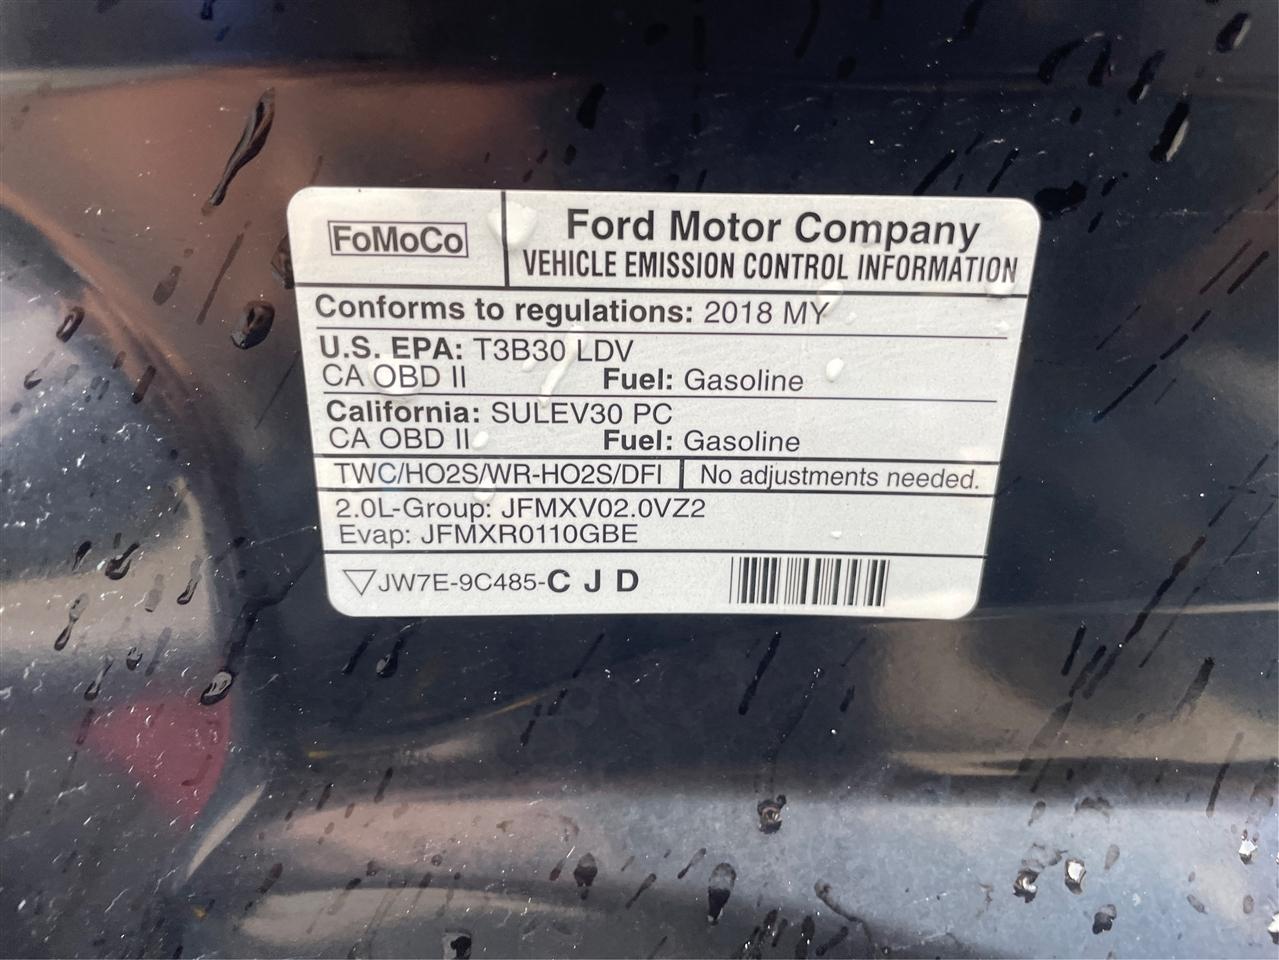 FoMoCo
Ford Motor Company
VEHICLE EMISSION CONTROL INFORMATION
Conforms to regulations: 2018 MY
U.S. EPA: T3B30 LDV
CA OBD II Fuel: Gasoline
California: SULEV30 PC
CA OBD II Fuel: Gasoline
TWC/HO2S/WR-HO2S/DFI No adjustments needed.
2.0L-Group: JFMXV02.0VZ2
Evap: JFMXR0110GBE
JW7E-9C485-C J D